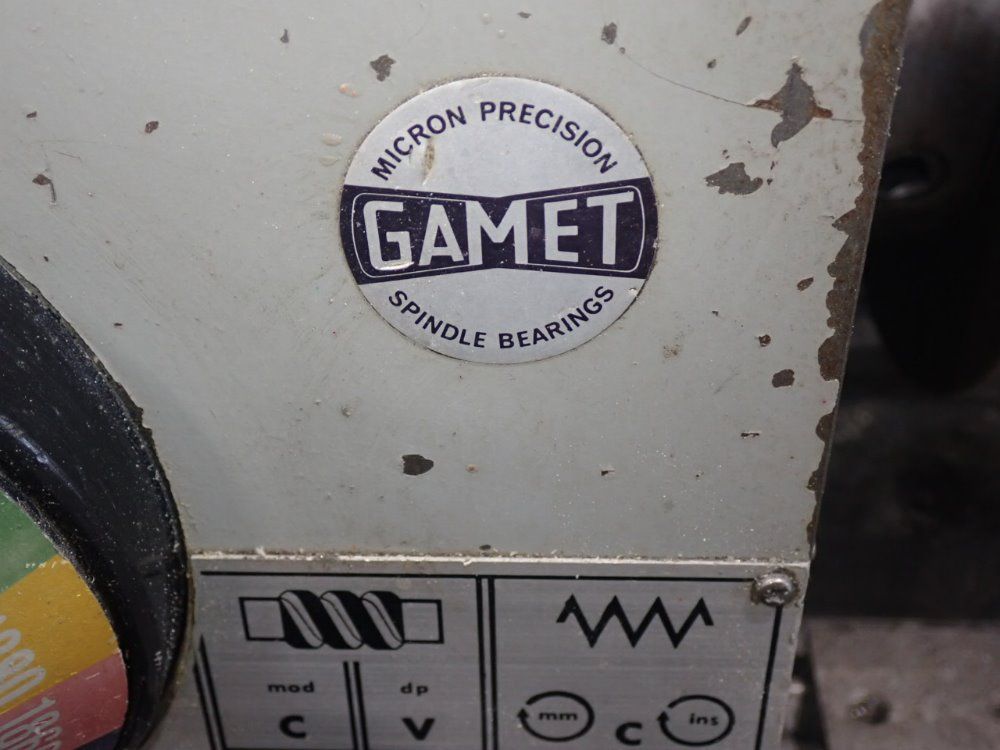 MICRON PRECISION
GAMET
SPINDLE BEARINGS
mod dp
C V
mm C ins